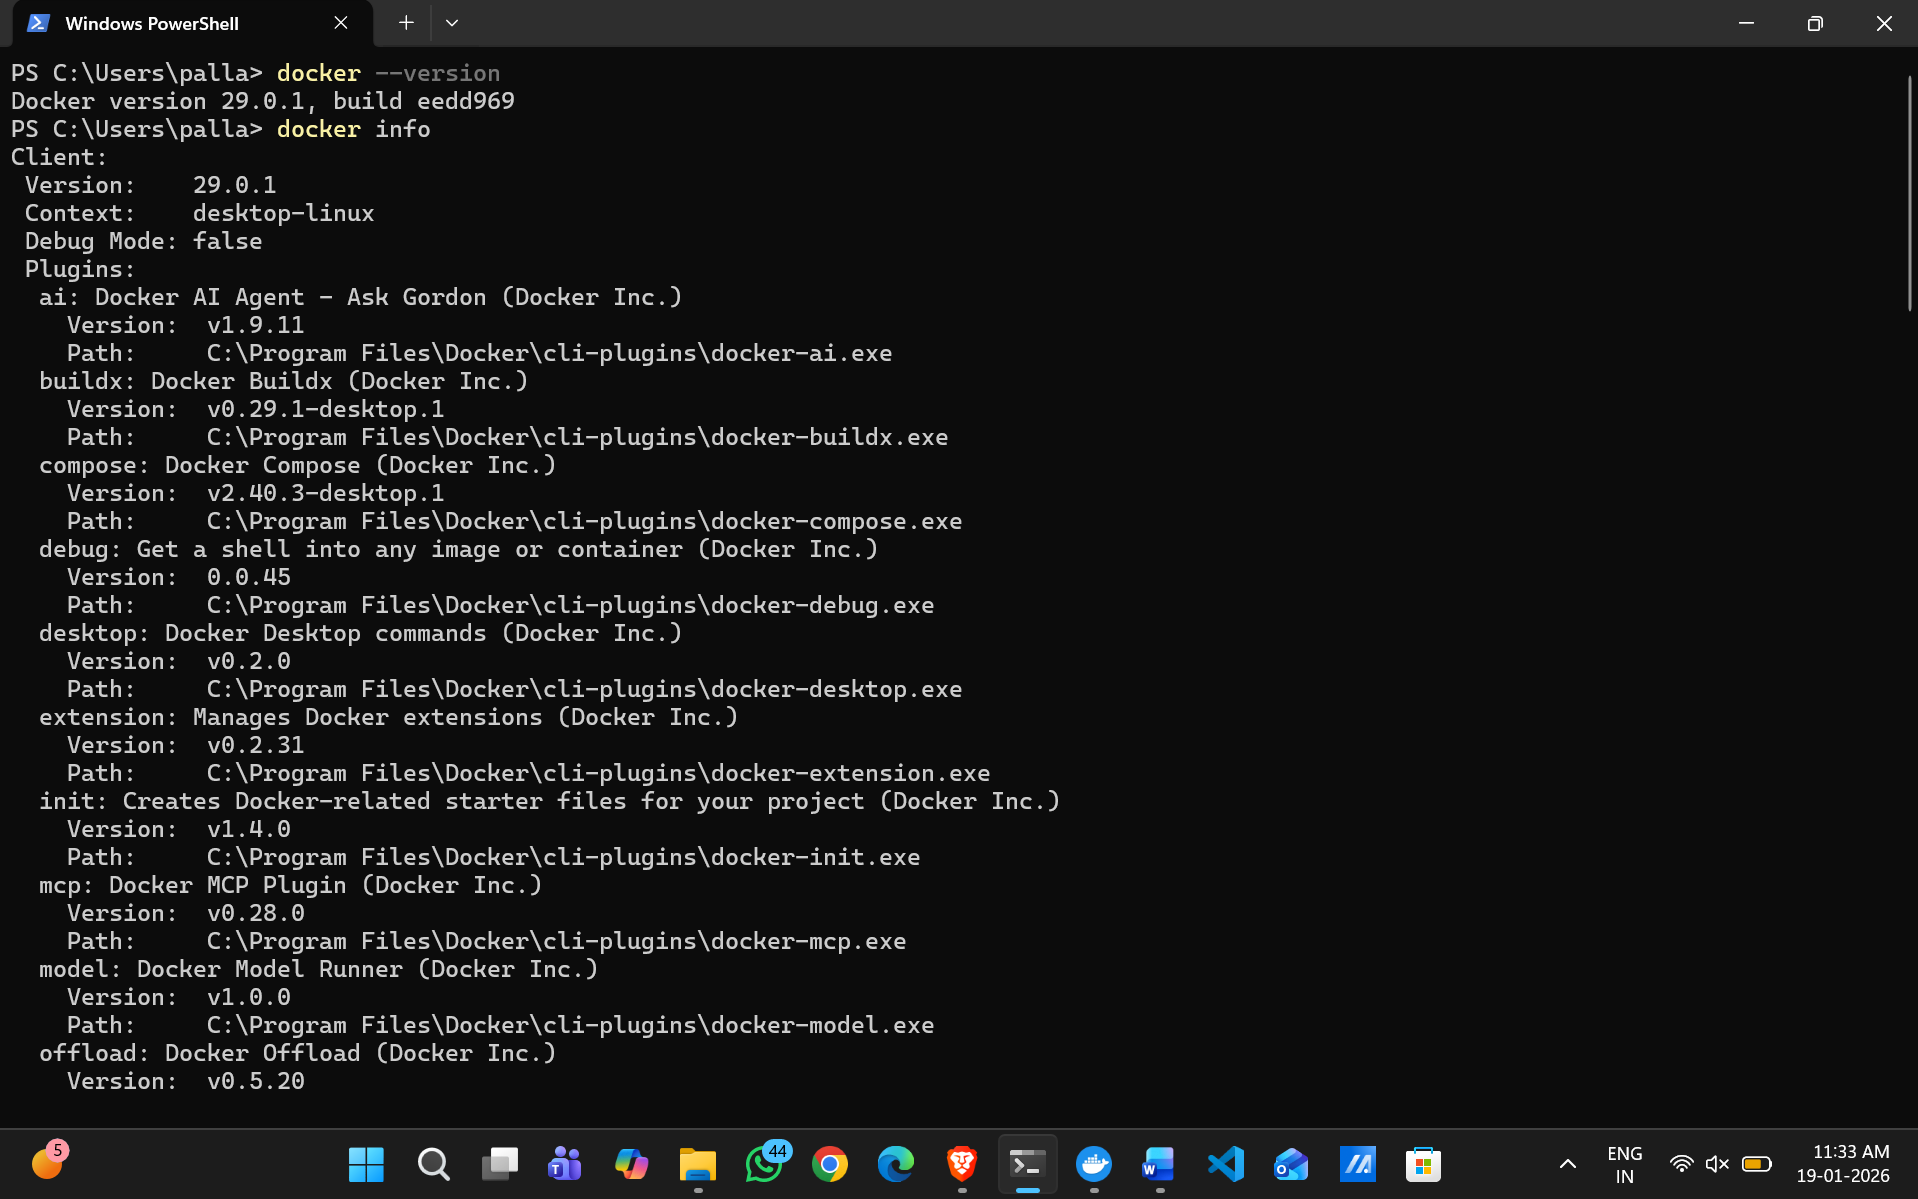 Windows PowerShell
PS C:\Users\palla> docker --version
Docker version 29.0.1, build eedd969
PS C:\Users\palla> docker info
Client:
 Version:    29.0.1
 Context:    desktop-linux
 Debug Mode: false
 Plugins:
  ai: Docker AI Agent - Ask Gordon (Docker Inc.)
    Version:  v1.9.11
    Path:     C:\Program Files\Docker\cli-plugins\docker-ai.exe
  buildx: Docker Buildx (Docker Inc.)
    Version:  v0.29.1-desktop.1
    Path:     C:\Program Files\Docker\cli-plugins\docker-buildx.exe
  compose: Docker Compose (Docker Inc.)
    Version:  v2.40.3-desktop.1
    Path:     C:\Program Files\Docker\cli-plugins\docker-compose.exe
  debug: Get a shell into any image or container (Docker Inc.)
    Version:  0.0.45
    Path:     C:\Program Files\Docker\cli-plugins\docker-debug.exe
  desktop: Docker Desktop commands (Docker Inc.)
    Version:  v0.2.0
    Path:     C:\Program Files\Docker\cli-plugins\docker-desktop.exe
  extension: Manages Docker extensions (Docker Inc.)
    Version:  v0.2.31
    Path:     C:\Program Files\Docker\cli-plugins\docker-extension.exe
  init: Creates Docker-related starter files for your project (Docker Inc.)
    Version:  v1.4.0
    Path:     C:\Program Files\Docker\cli-plugins\docker-init.exe
  mcp: Docker MCP Plugin (Docker Inc.)
    Version:  v0.28.0
    Path:     C:\Program Files\Docker\cli-plugins\docker-mcp.exe
  model: Docker Model Runner (Docker Inc.)
    Version:  v1.0.0
    Path:     C:\Program Files\Docker\cli-plugins\docker-model.exe
  offload: Docker Offload (Docker Inc.)
    Version:  v0.5.20
5
T
44
W
O
ENG
IN
11:33 AM
19-01-2026